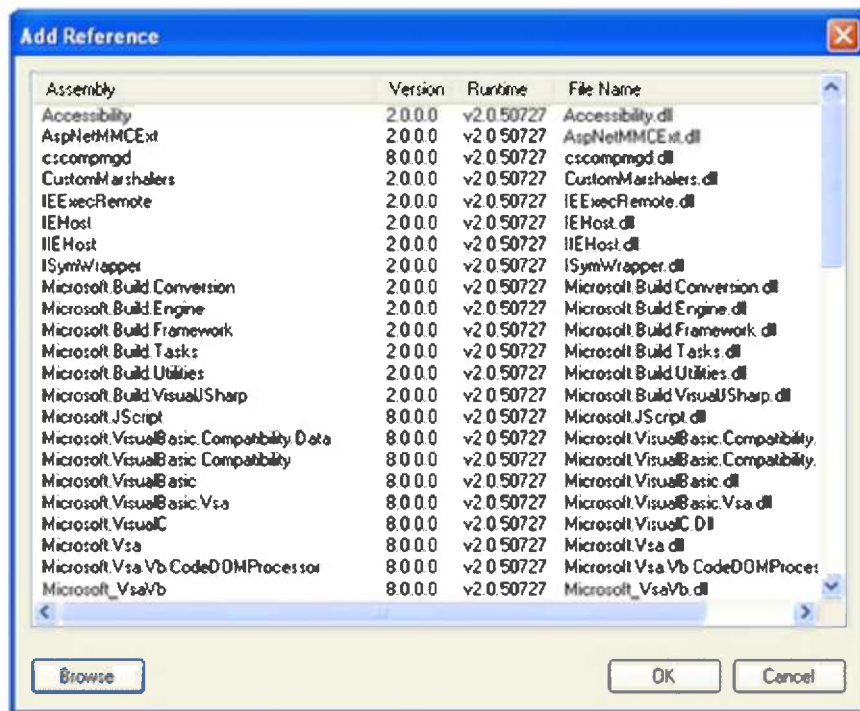 Add Reference
Assembly Version Runtime File Name
Accessibility 2.0.0.0 v2.0.50727 Accessibility.dll
AspNetMMCExt 2.0.0.0 v2.0.50727 AspNetMMCExt.dll
cscompmgd 8.0.0.0 v2.0.50727 cscompmgd.dll
CustomMarshalers 2.0.0.0 v2.0.50727 CustomMarshalers.dll
IEExecRemote 2.0.0.0 v2.0.50727 IEExecRemote.dll
IEHost 2.0.0.0 v2.0.50727 IEHost.dll
IIEHost 2.0.0.0 v2.0.50727 IIEHost.dll
ISymWrapper 2.0.0.0 v2.0.50727 ISymWrapper.dll
Microsoft.Build.Conversion 2.0.0.0 v2.0.50727 Microsoft.Build.Conversion.dll
Microsoft.Build.Engine 2.0.0.0 v2.0.50727 Microsoft.Build.Engine.dll
Microsoft.Build.Framework 2.0.0.0 v2.0.50727 Microsoft.Build.Framework.dll
Microsoft.Build.Tasks 2.0.0.0 v2.0.50727 Microsoft.Build.Tasks.dll
Microsoft.Build.Utilities 2.0.0.0 v2.0.50727 Microsoft.Build.Utilities.dll
Microsoft.Build.VisualJSharp 2.0.0.0 v2.0.50727 Microsoft.Build.VisualJSharp.dll
Microsoft.JScript 8.0.0.0 v2.0.50727 Microsoft.JScript.dll
Microsoft.VisualBasic.Compatibility.Data 8.0.0.0 v2.0.50727 Microsoft.VisualBasic.Compatibility.
Microsoft.VisualBasic.Compatibility 8.0.0.0 v2.0.50727 Microsoft.VisualBasic.Compatibility.
Microsoft.VisualBasic 8.0.0.0 v2.0.50727 Microsoft.VisualBasic.dll
Microsoft.VisualBasic.Vsa 8.0.0.0 v2.0.50727 Microsoft.VisualBasic.Vsa.dll
Microsoft.VisualC 8.0.0.0 v2.0.50727 Microsoft.VisualC.Dll
Microsoft.Vsa 8.0.0.0 v2.0.50727 Microsoft.Vsa.dll
Microsoft.Vsa.Vb.CodeDOMProcessor 8.0.0.0 v2.0.50727 Microsoft.Vsa.Vb.CodeDOMProces
Microsoft_VsaVb 8.0.0.0 v2.0.50727 Microsoft_VsaVb.dll
Browse OK Cancel